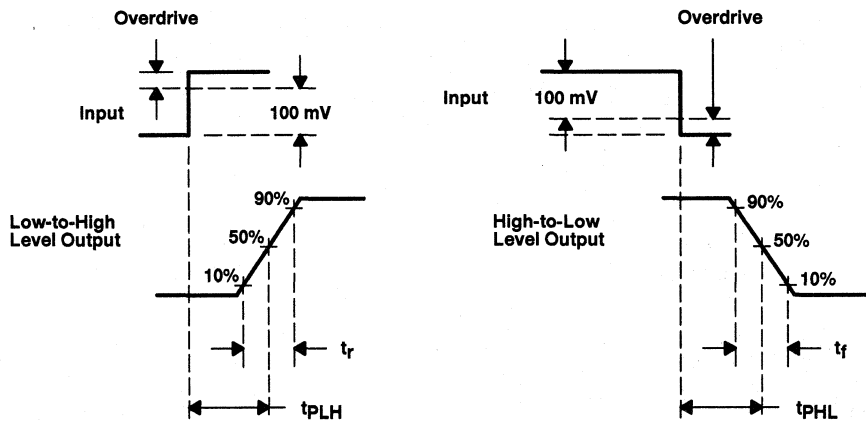 Overdrive
Input
100 mV
Low-to-High
Level Output
90%
50%
10%
tr
tPLH
Overdrive
Input
100 mV
High-to-Low
Level Output
90%
50%
10%
tf
tPHL